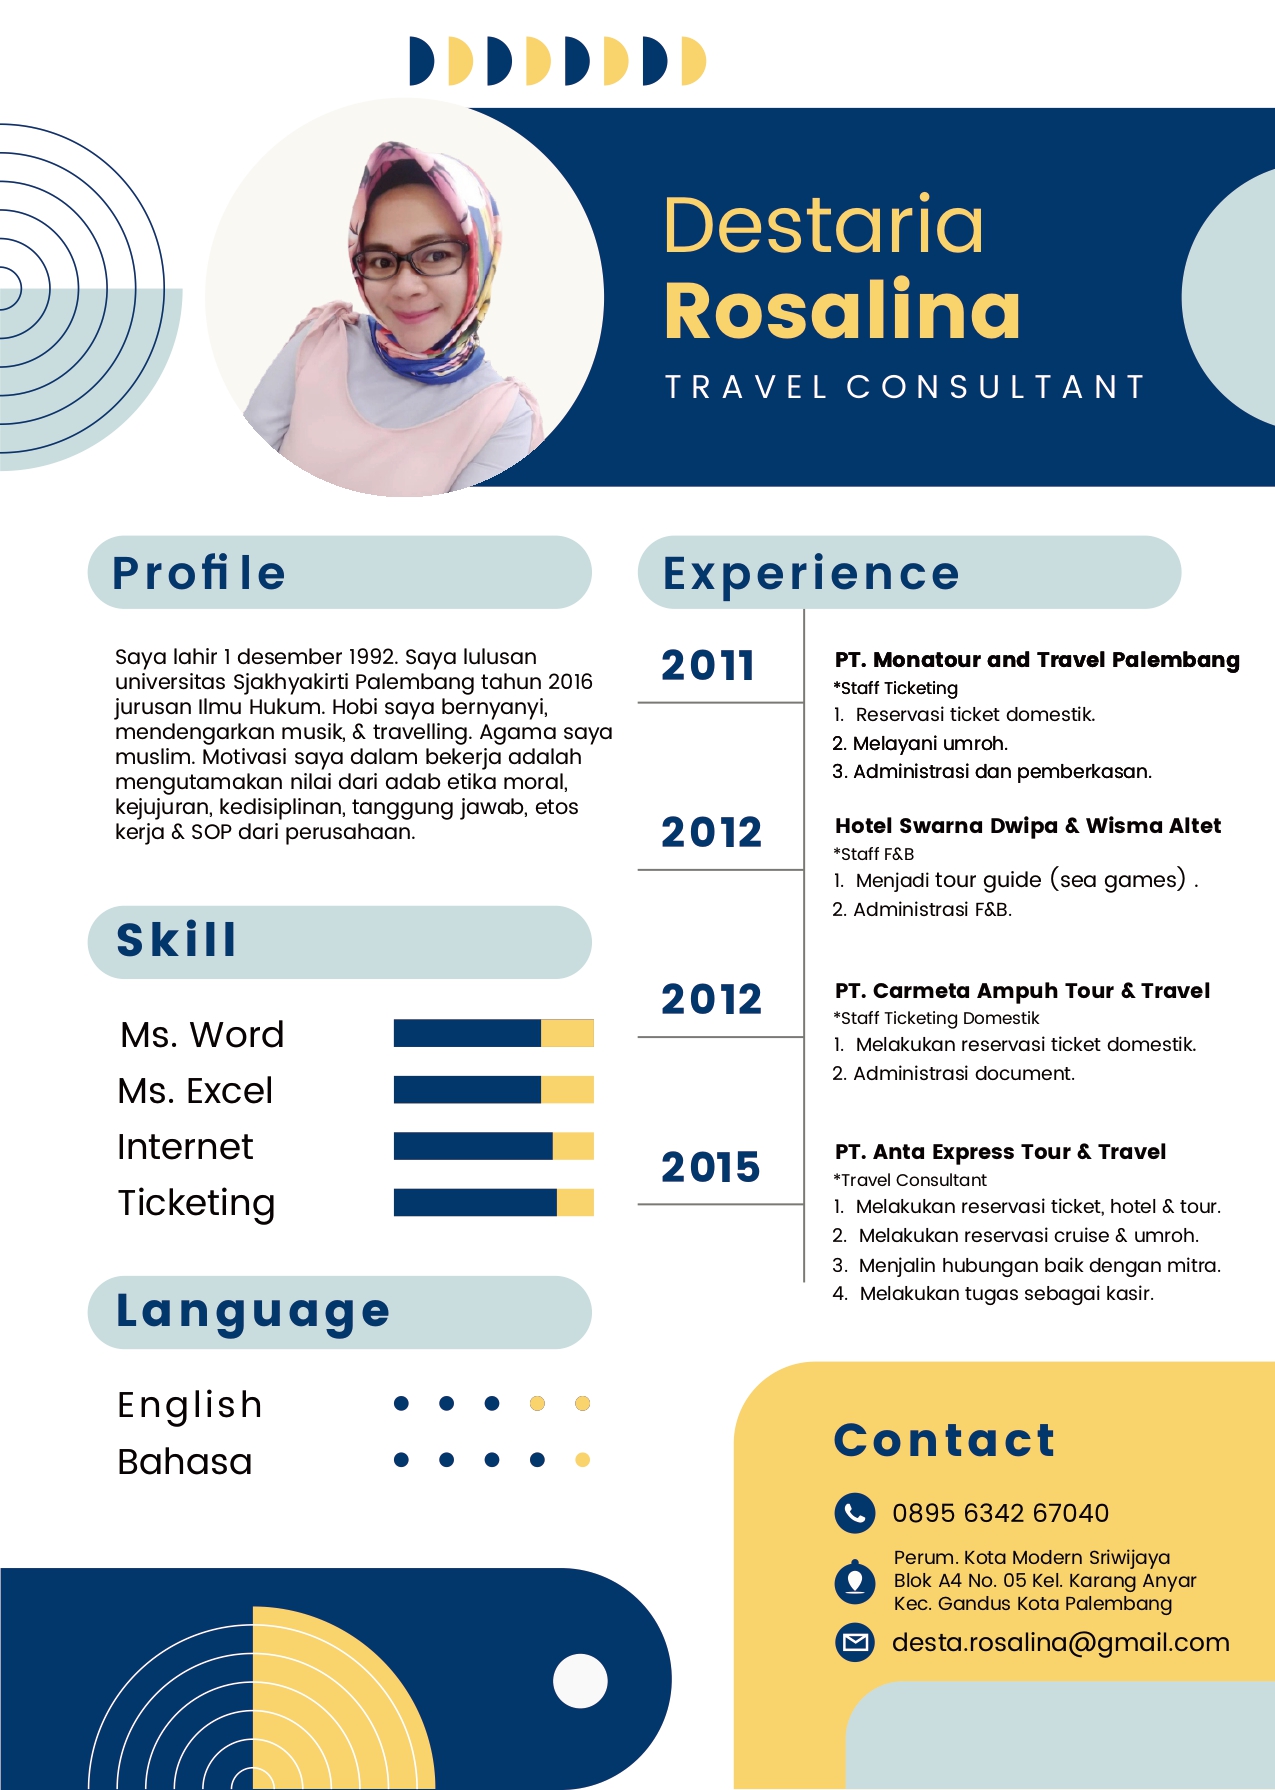 Destaria
Rosalina
TRAVEL CONSULTANT
Profile
Saya lahir 1 desember 1992. Saya lulusan
universitas Sjakhyakirti Palembang tahun 2016
jurusan Ilmu Hukum. Hobi saya bernyanyi,
mendengarkan musik, & travelling. Agama saya
muslim. Motivasi saya dalam bekerja adalah
mengutamakan nilai dari adab etika moral,
kejujuran, kedisiplinan, tanggung jawab, etos
kerja & SOP dari perusahaan.
Skill
Ms. Word
Ms. Excel
Internet
Ticketing
Language
English
Bahasa
Experience
2011
PT. Monatour and Travel Palembang
*Staff Ticketing
1. Reservasi ticket domestik.
2. Melayani umroh.
3. Administrasi dan pemberkasan.
2012
Hotel Swarna Dwipa & Wisma Altet
*Staff F&B
1. Menjadi tour guide (sea games) .
2. Administrasi F&B.
2012
PT. Carmeta Ampuh Tour & Travel
*Staff Ticketing Domestik
1. Melakukan reservasi ticket domestik.
2. Administrasi document.
2015
PT. Anta Express Tour & Travel
*Travel Consultant
1. Melakukan reservasi ticket, hotel & tour.
2. Melakukan reservasi cruise & umroh.
3. Menjalin hubungan baik dengan mitra.
4. Melakukan tugas sebagai kasir.
Contact
0895 6342 67040
Perum. Kota Modern Sriwijaya
Blok A4 No. 05 Kel. Karang Anyar
Kec. Gandus Kota Palembang
desta.rosalina@gmail.com